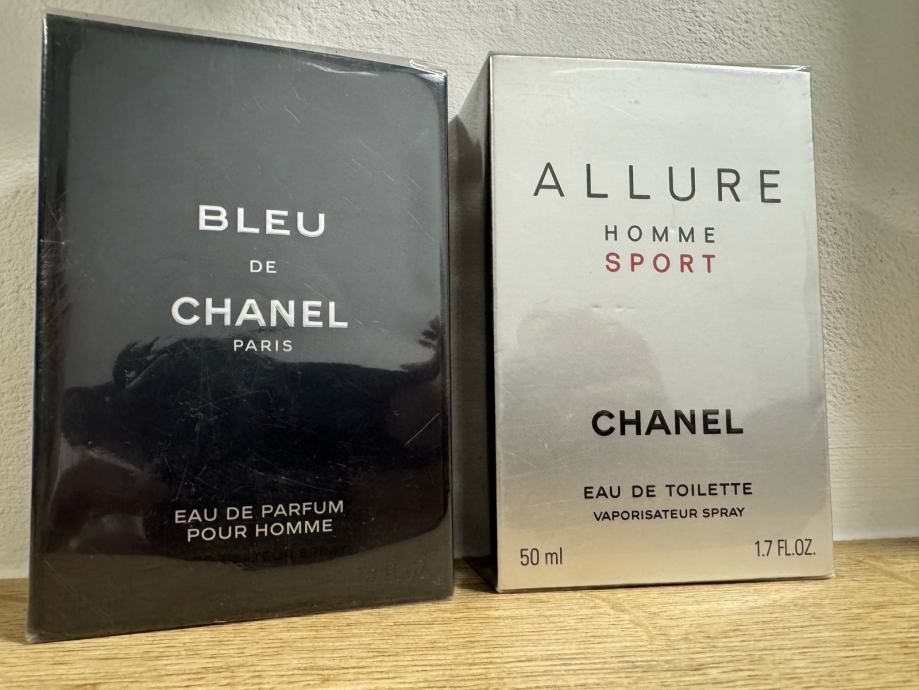 BLEU
DE
CHANEL
PARIS
EAU DE PARFUM
POUR HOMME
ALLURE
HOMME
SPORT
CHANEL
EAU DE TOILETTE
VAPORISATEUR SPRAY
50 ml
1.7 FL.OZ.